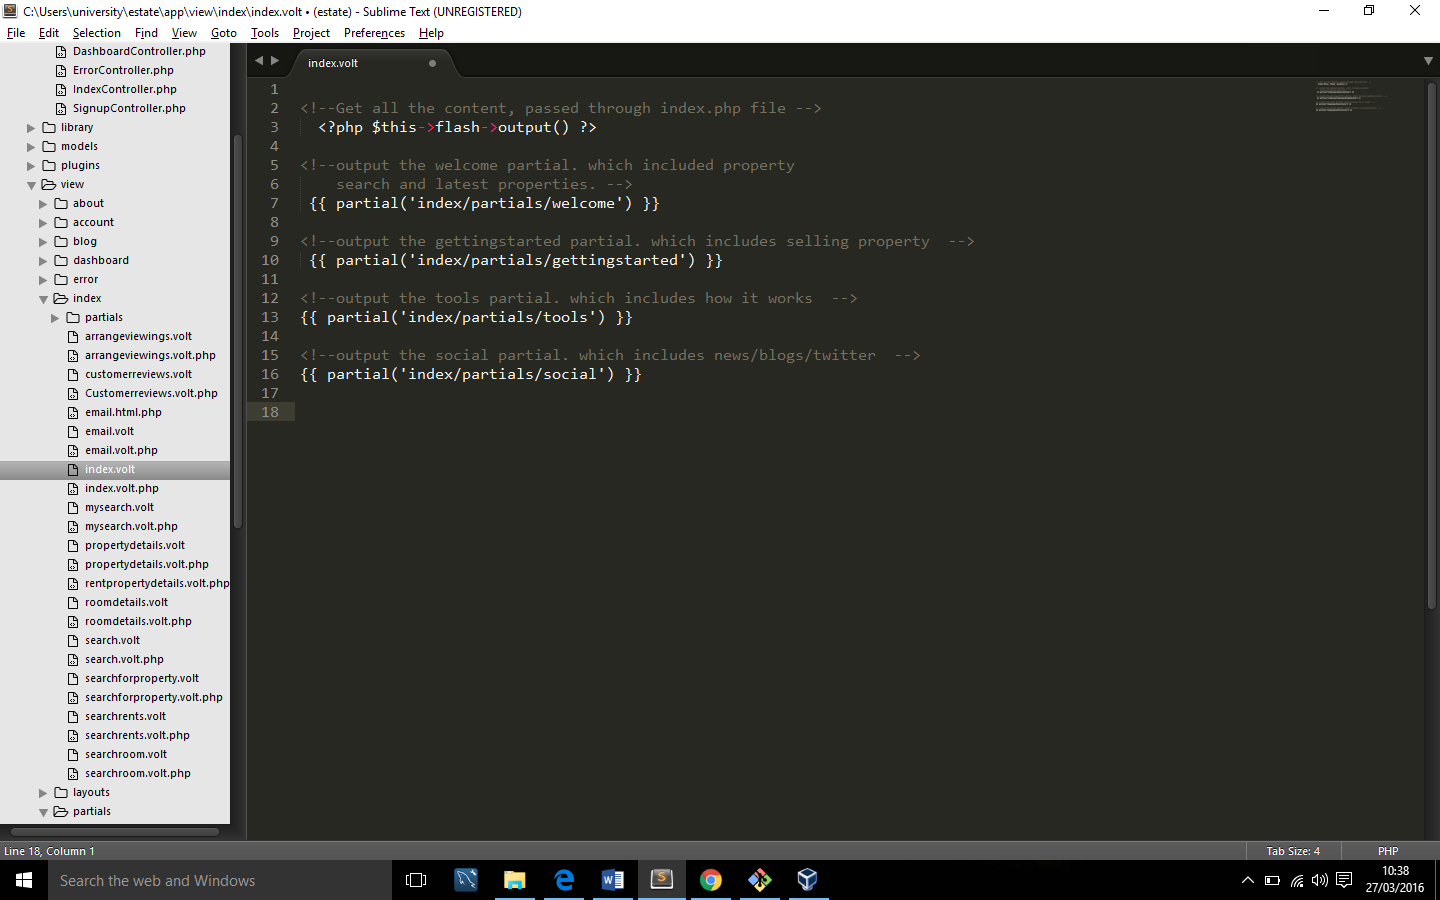 C:\Users\university\estate\app\view\index\index.volt • (estate) - Sublime Text (UNREGISTERED)
File Edit Selection Find View Goto Tools Project Preferences Help
DashboardController.php
ErrorController.php
IndexController.php
SignupController.php
library
models
plugins
view
about
account
blog
dashboard
error
index
partials
arrangeviewings.volt
arrangeviewings.volt.php
customerreviews.volt
Customerreviews.volt.php
email.html.php
email.volt
email.volt.php
index.volt
index.volt.php
mysearch.volt
mysearch.volt.php
propertydetails.volt
propertydetails.volt.php
rentpropertydetails.volt.php
roomdetails.volt
roomdetails.volt.php
search.volt
search.volt.php
searchforproperty.volt
searchforproperty.volt.php
searchrents.volt
searchrents.volt.php
searchroom.volt
searchroom.volt.php
layouts
partials
index.volt
1
2 <!--Get all the content, passed through index.php file -->
3 <?php $this->flash->output() ?>
4
5 <!--output the welcome partial. which included property
6 search and latest properties. -->
7 {{ partial('index/partials/welcome') }}
8
9 <!--output the gettingstarted partial. which includes selling property  -->
10 {{ partial('index/partials/gettingstarted') }}
11
12 <!--output the tools partial. which includes how it works  -->
13 {{ partial('index/partials/tools') }}
14
15 <!--output the social partial. which includes news/blogs/twitter  -->
16 {{ partial('index/partials/social') }}
17
18
Line 18, Column 1
Tab Size: 4
PHP
Search the web and Windows
10:38
27/03/2016